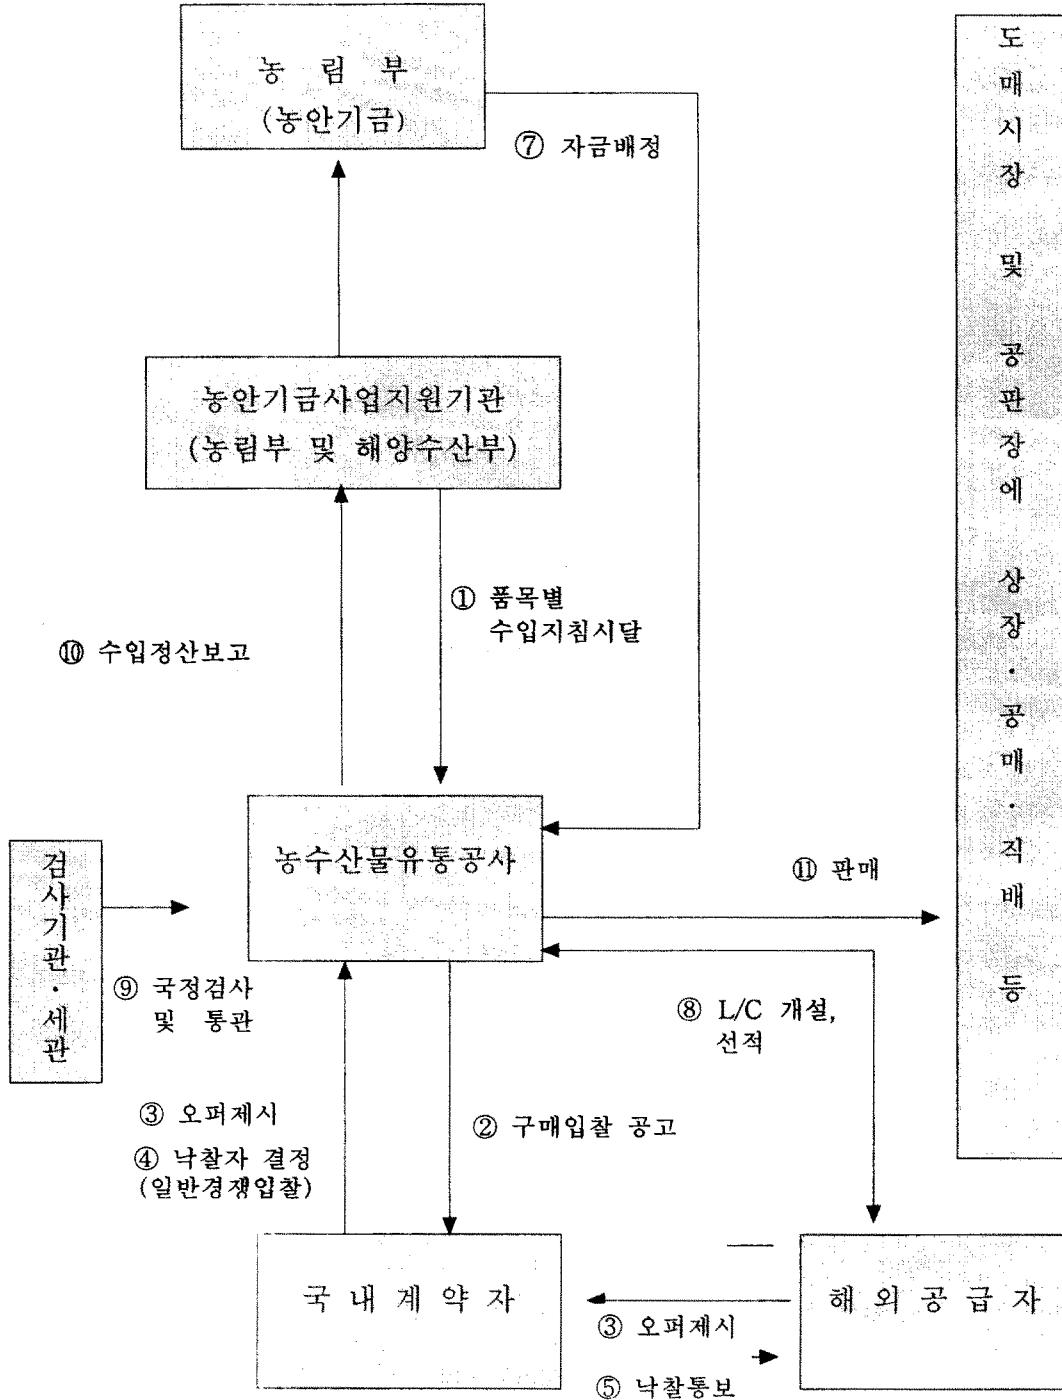 농 림 부
(농안기금)
⑦ 자금배정
농안기금사업지원기관
(농림부 및 해양수산부)
① 품목별
수입지침시달
⑩ 수입정산보고
농수산물유통공사
검사기관·세관
⑨ 국정검사
및 통관
⑪ 판매
⑧ L/C 개설,
선적
③ 오퍼제시
④ 낙찰자 결정
(일반경쟁입찰)
② 구매입찰 공고
국 내 계 약 자
③ 오퍼제시
⑤ 낙찰통보
해 외 공 급 자
도매시장 및 공판장에 상장·공매·직배 등